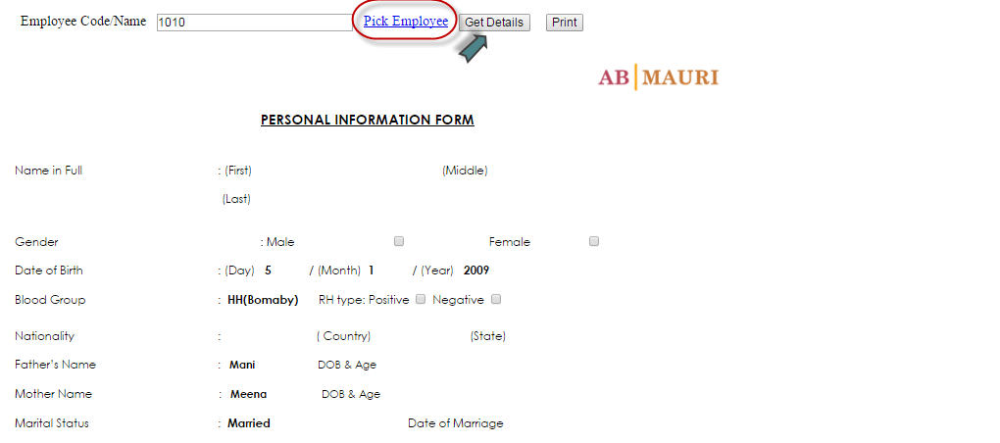 Employee Code/Name 1010 Pick Employee Get Details Print
AB MAURI
PERSONAL INFORMATION FORM
Name in Full : (First) (Middle)
(Last)
Gender : Male Female
Date of Birth : (Day) 5 / (Month) 1 / (Year) 2009
Blood Group : HH(Bomaby) RH type: Positive Negative
Nationality : ( Country) (State)
Father's Name : Mani DOB & Age
Mother Name : Meena DOB & Age
Marital Status : Married Date of Marriage